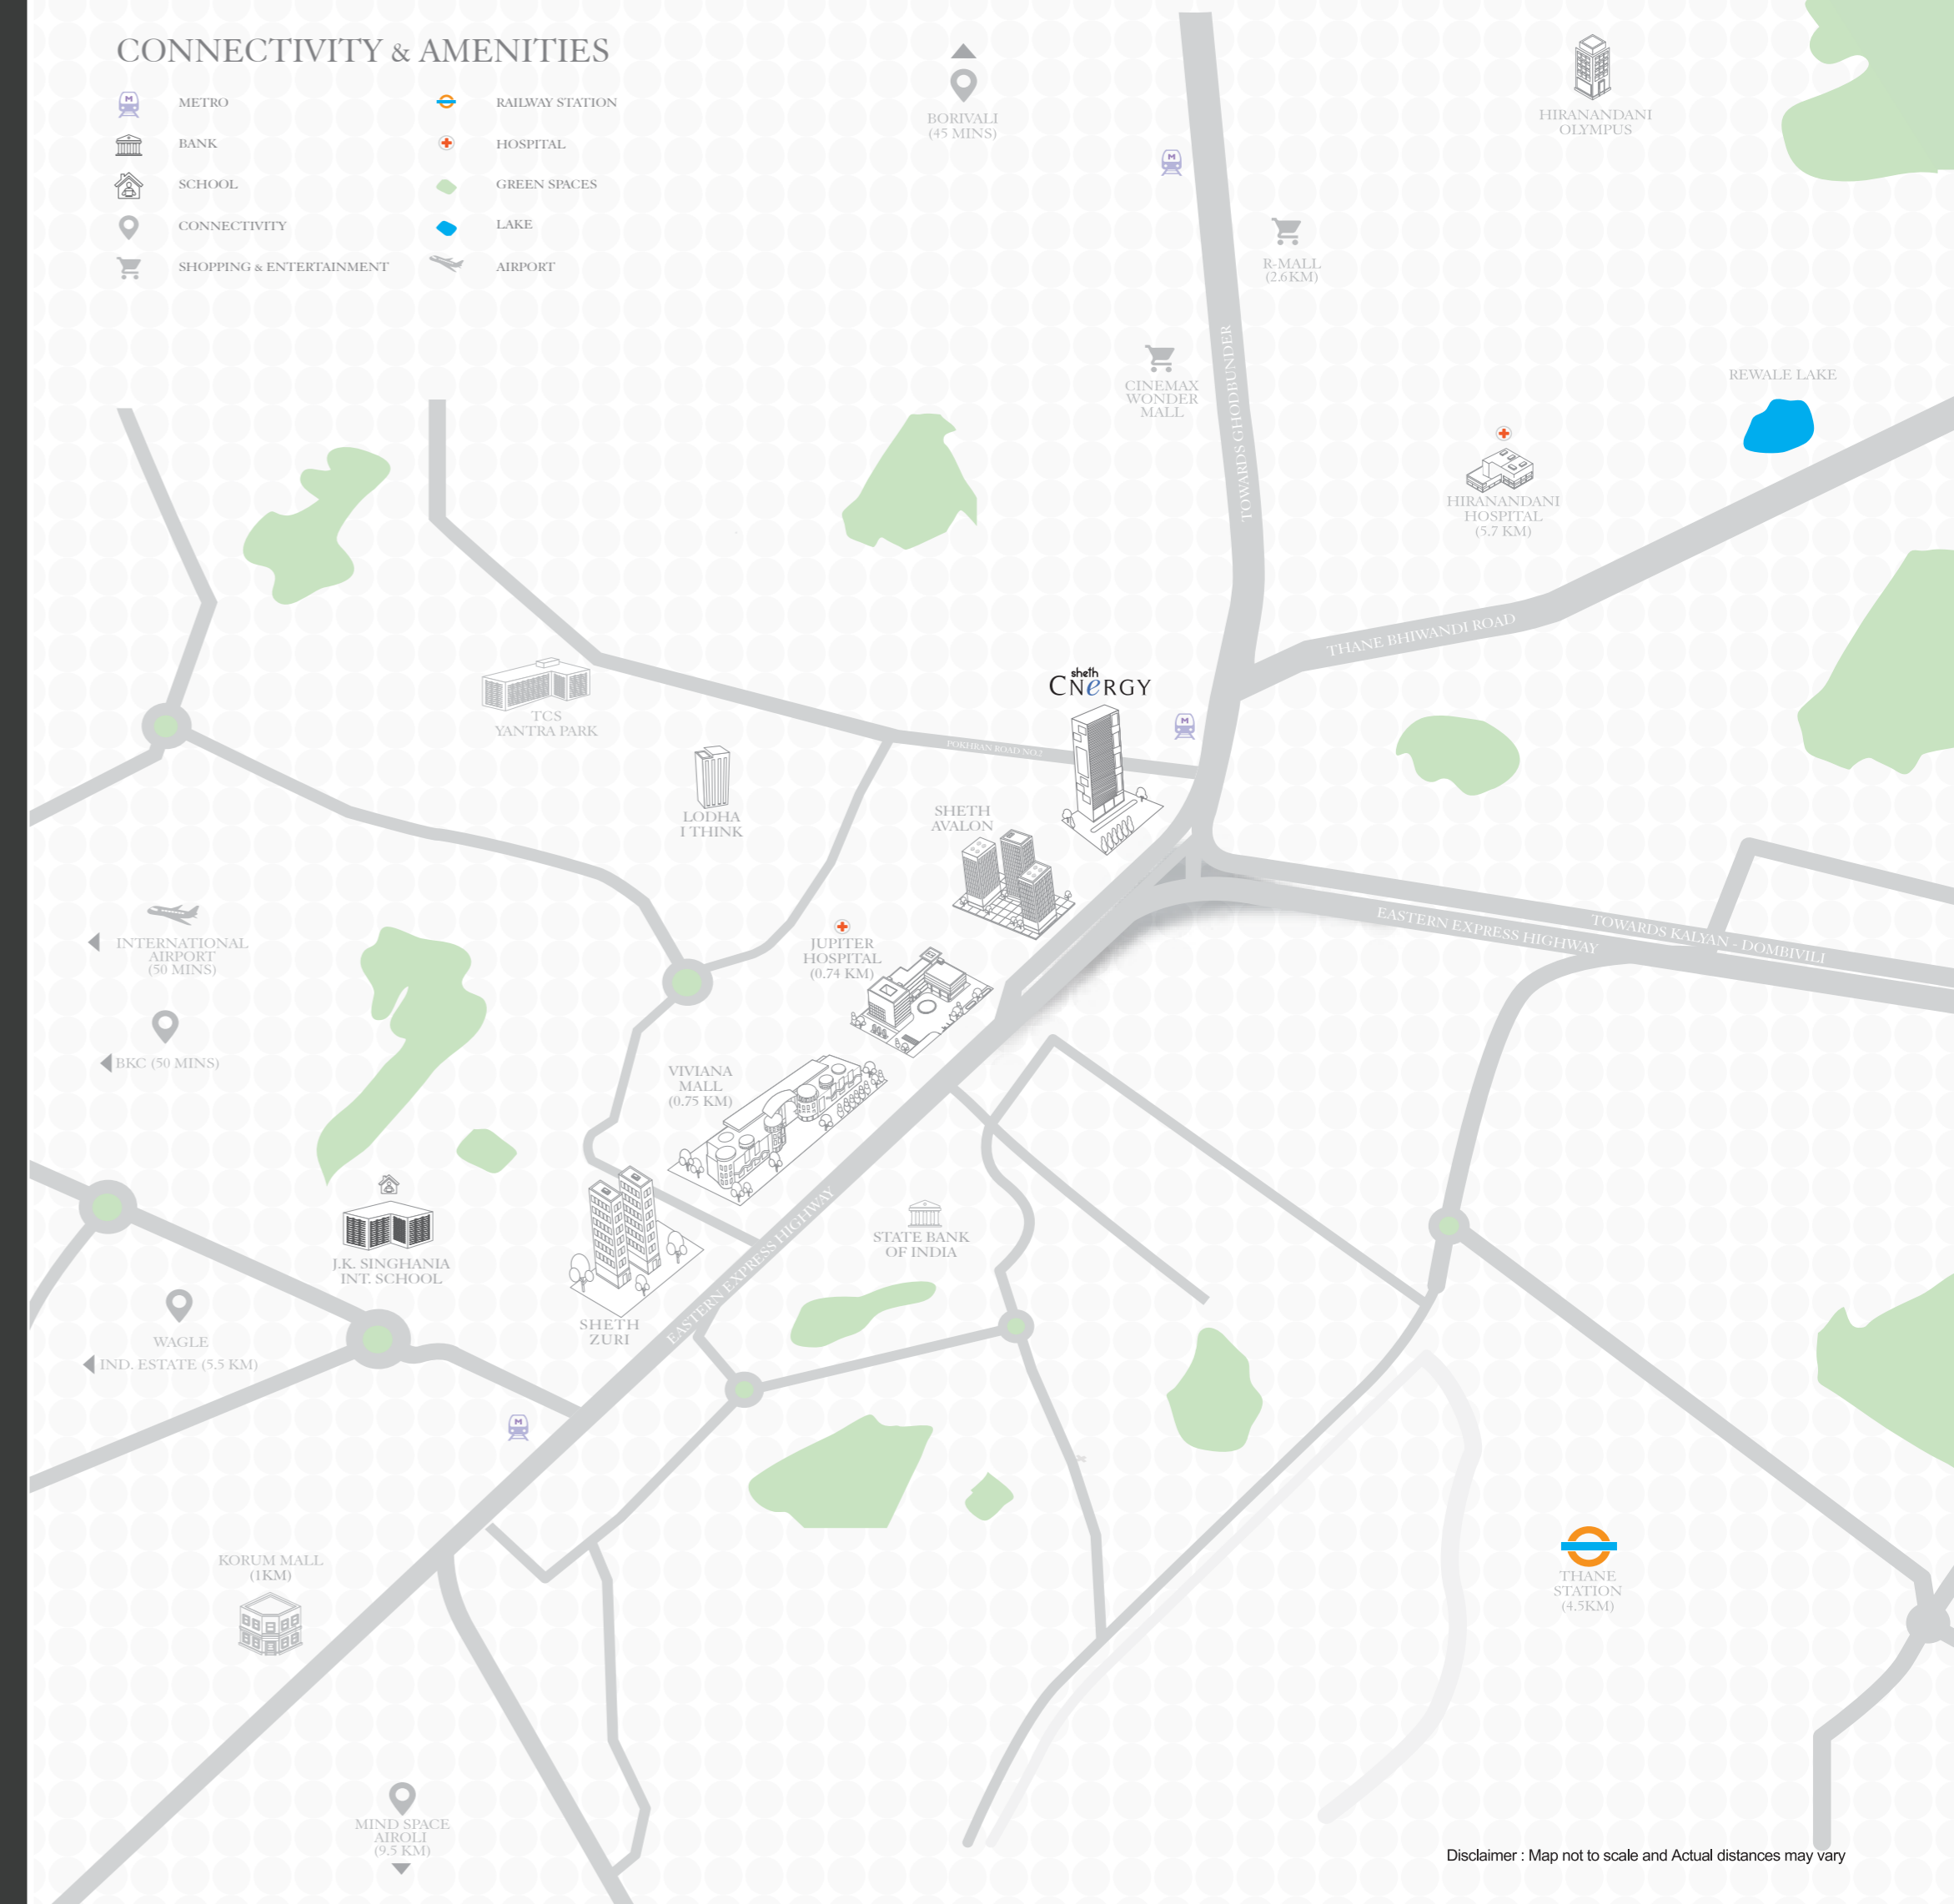 CONNECTIVITY & AMENITIES
METRO
RAILWAY STATION
BANK
HOSPITAL
SCHOOL
GREEN SPACES
CONNECTIVITY
LAKE
SHOPPING & ENTERTAINMENT
AIRPORT
BORIVALI
(45 MINS)
HIRANANDANI
OLYMPUS
R-MALL
(2.6KM)
CINEMAX
WONDER
MALL
TOWARDS GHODBUNDER
REWALE LAKE
HIRANANDANI
HOSPITAL
(5.7 KM)
THANE BHIWANDI ROAD
sheth
CNeRGY
TCS
YANTRA PARK
POKHRAN ROAD NO.2
LODHA
I THINK
SHETH
AVALON
JUPITER
HOSPITAL
(0.74 KM)
TOWARDS KALYAN - DOMBIVILI
EASTERN EXPRESS HIGHWAY
INTERNATIONAL
AIRPORT
(50 MINS)
BKC (50 MINS)
VIVIANA
MALL
(0.75 KM)
EASTERN EXPRESS HIGHWAY
STATE BANK
OF INDIA
J.K. SINGHANIA
INT. SCHOOL
SHETH
ZURI
WAGLE
IND. ESTATE (5.5 KM)
KORUM MALL
(1KM)
THANE
STATION
(4.5KM)
MIND SPACE
AIROLI
(9.5 KM)
Disclaimer : Map not to scale and Actual distances may vary